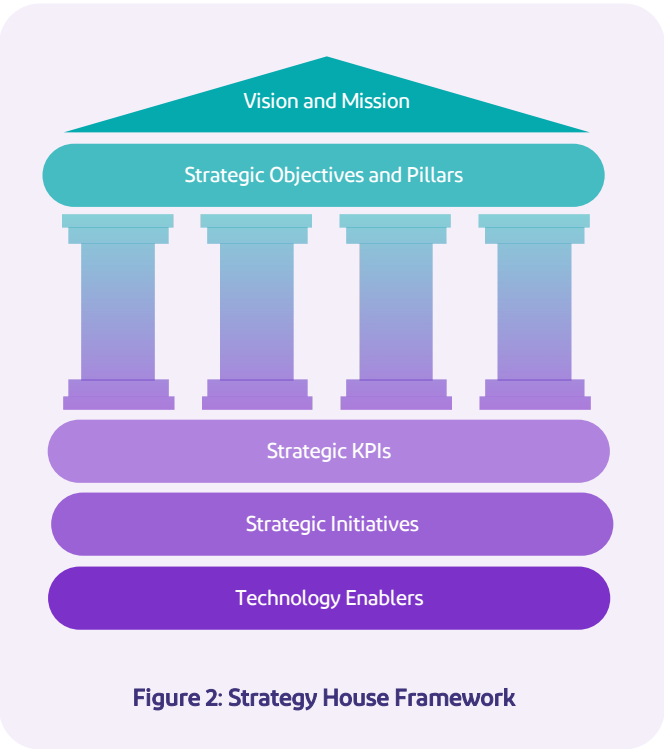 Vision and Mission
Strategic Objectives and Pillars
Strategic KPIs
Strategic Initiatives
Technology Enablers
Figure 2: Strategy House Framework